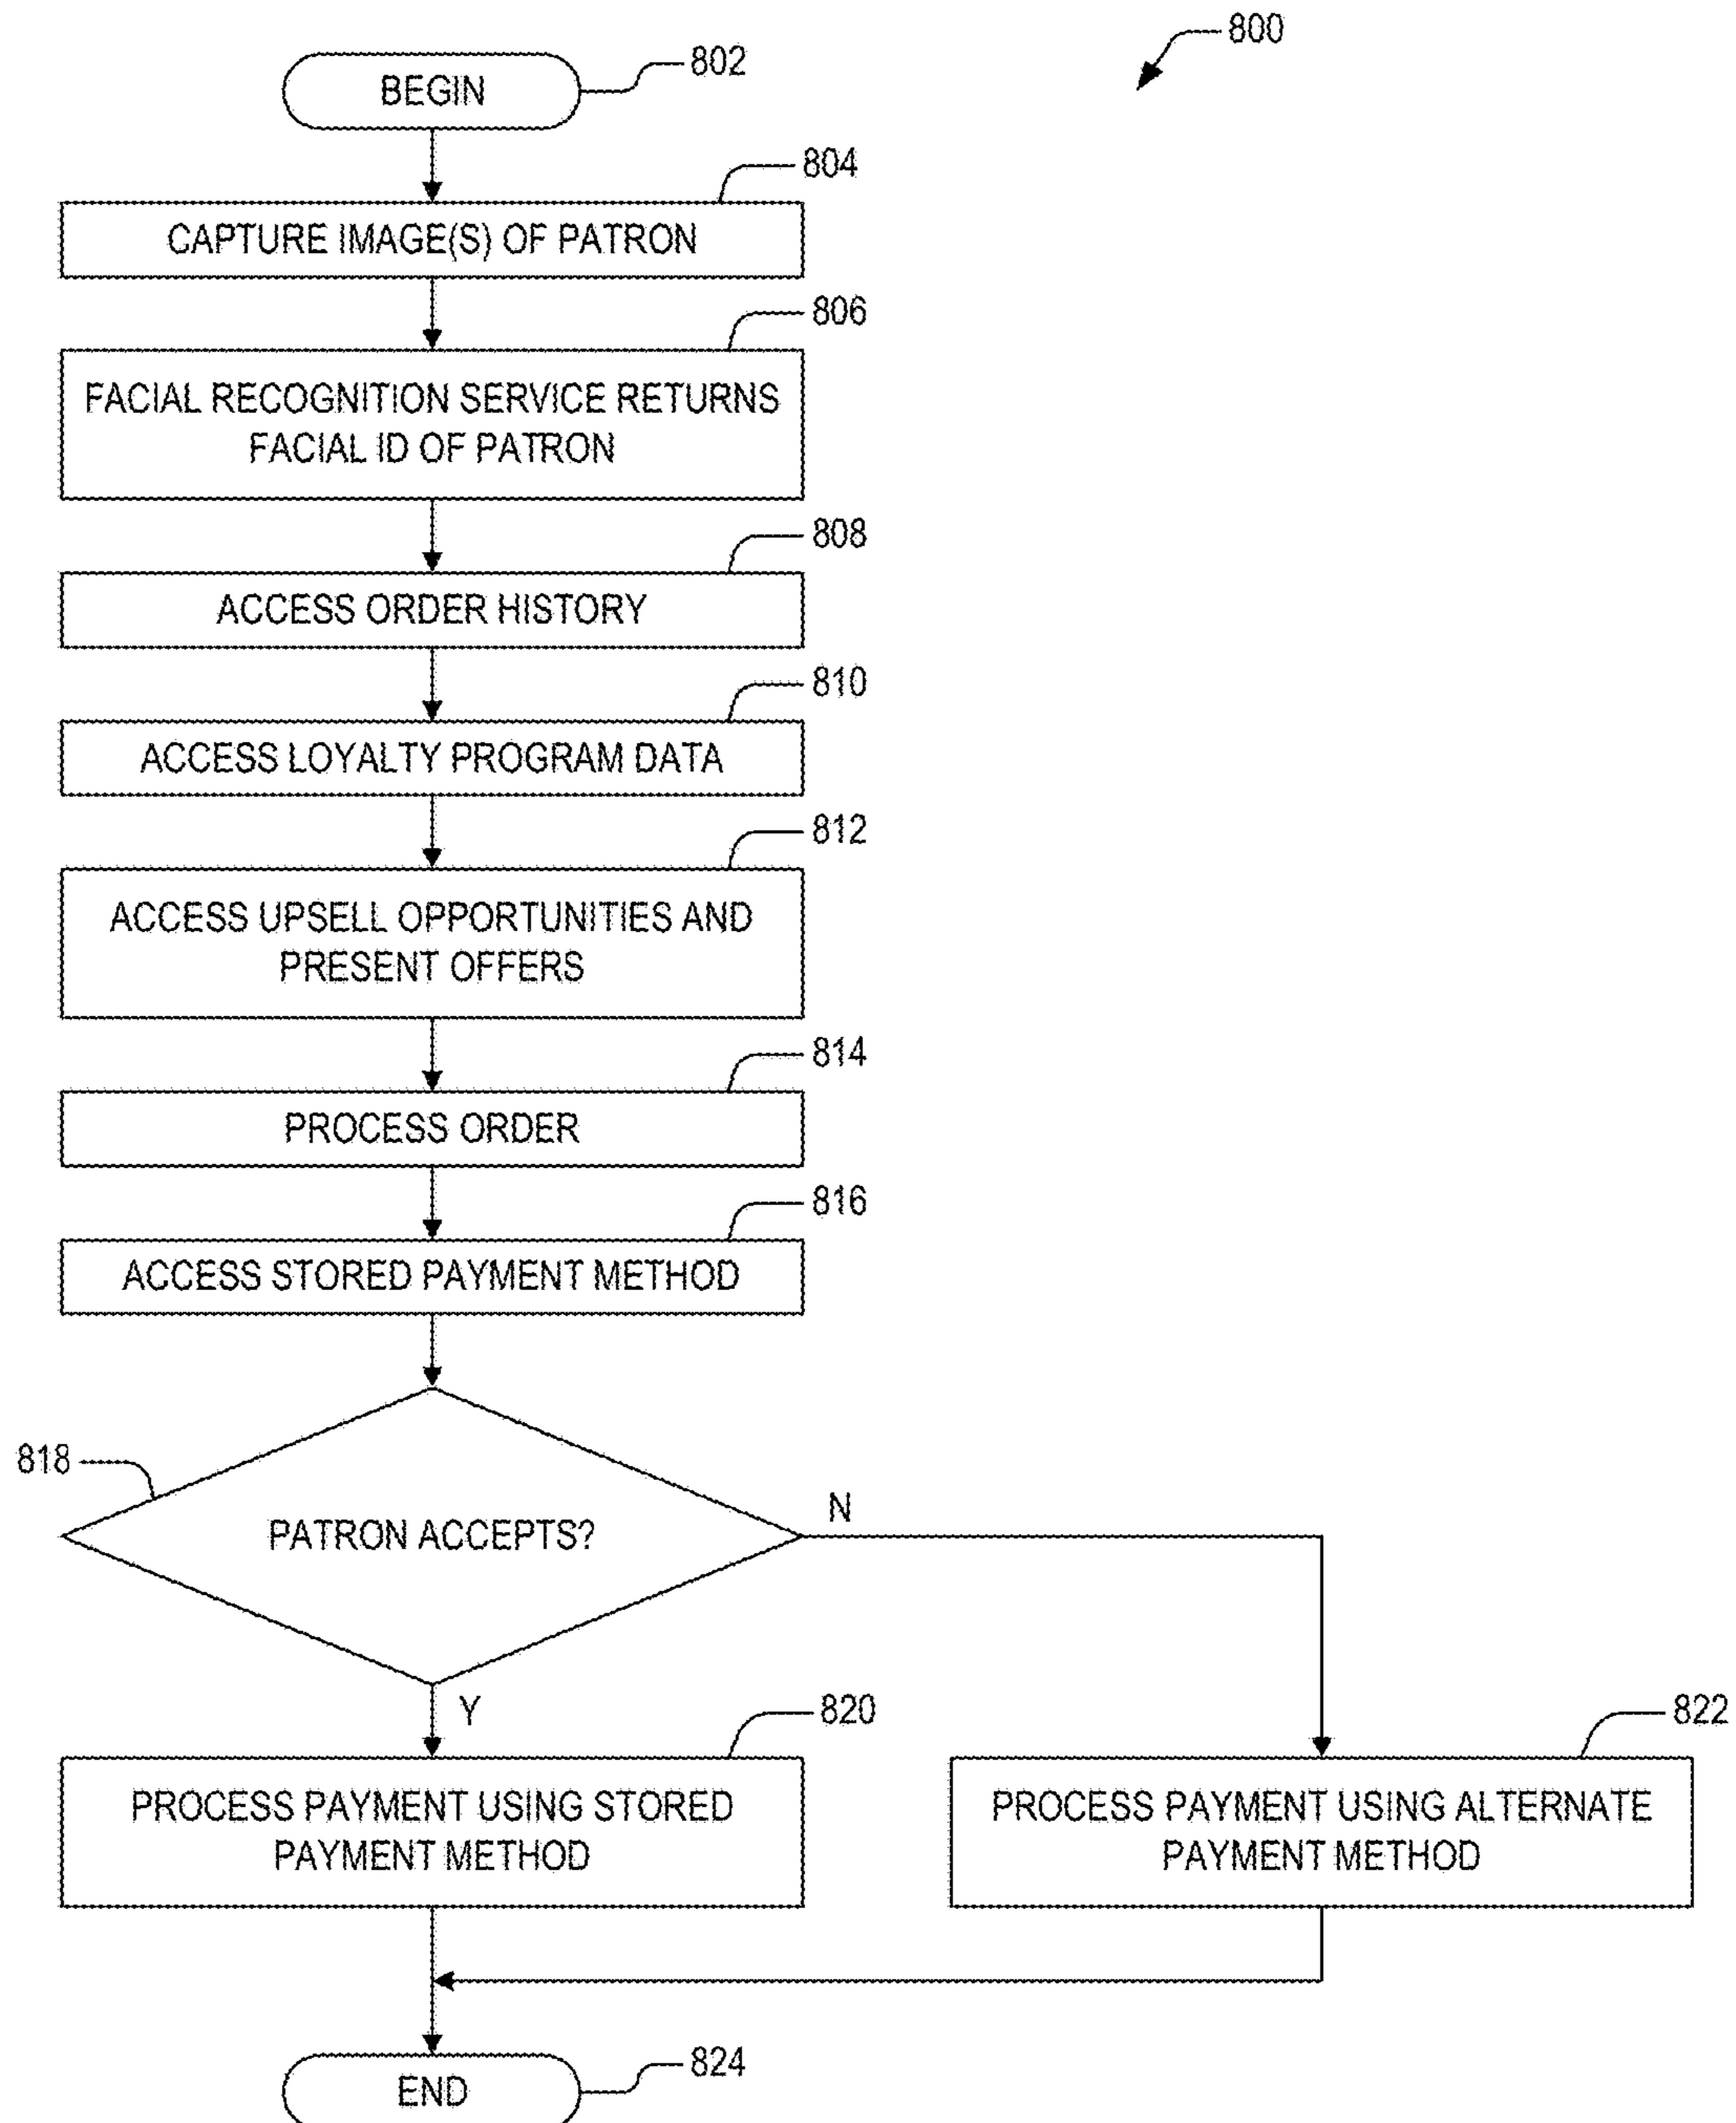 800
BEGIN
802
804
CAPTURE IMAGE(S) OF PATRON
806
FACIAL RECOGNITION SERVICE RETURNS
FACIAL ID OF PATRON
808
ACCESS ORDER HISTORY
810
ACCESS LOYALTY PROGRAM DATA
812
ACCESS UPSELL OPPORTUNITIES AND
PRESENT OFFERS
814
PROCESS ORDER
816
ACCESS STORED PAYMENT METHOD
818
PATRON ACCEPTS?
N
Y
820
822
PROCESS PAYMENT USING STORED
PAYMENT METHOD
PROCESS PAYMENT USING ALTERNATE
PAYMENT METHOD
END
824